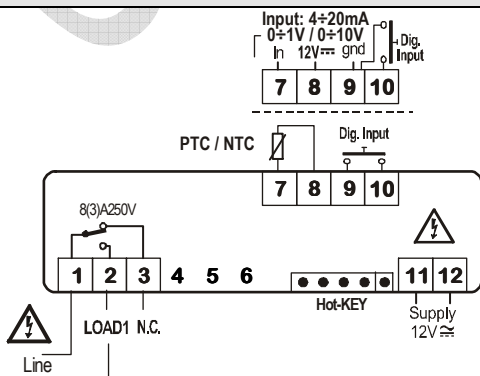 Input: 4÷20mA
0÷1V / 0÷10V
In 12V⎓ gnd
Dig.
Input
7 8 9 10
PTC / NTC
Dig. Input
7 8 9 10
8(3)A250V
1 2 3 4 5 6
11 12
Hot-KEY
LOAD1 N.C.
Supply
12V≂
Line